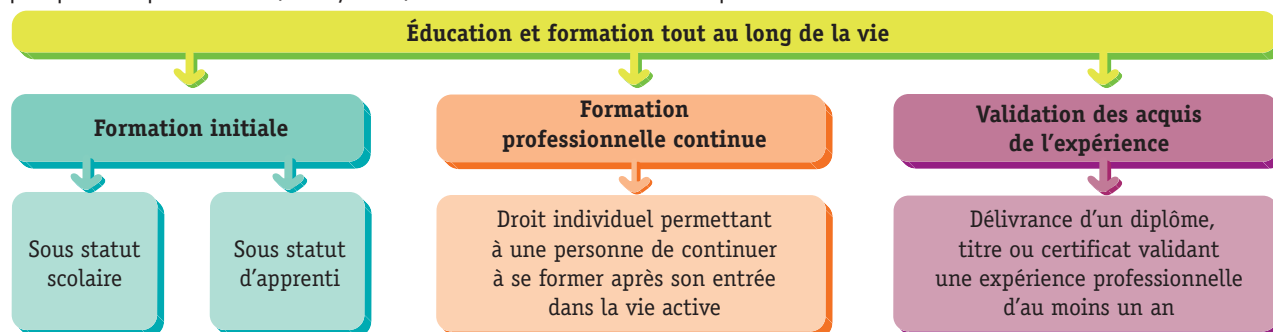 Éducation et formation tout au long de la vie
Formation initiale
Formation
professionnelle continue
Validation des acquis
de l'expérience
Sous statut
scolaire
Sous statut
d'apprenti
Droit individuel permettant
à une personne de continuer
à se former après son entrée
dans la vie active
Délivrance d'un diplôme,
titre ou certificat validant
une expérience professionnelle
d'au moins un an